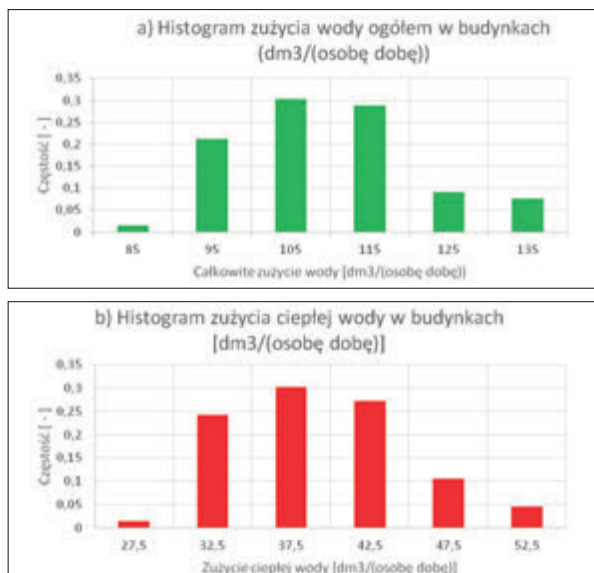 a) Histogram zużycia wody ogółem w budynkach
(dm3/(osobę dobę))
Częstość [ - ]
0,35
0,3
0,25
0,2
0,15
0,1
0,05
0
85 95 105 115 125 135
Całkowite zużycie wody [dm3/(osobę dobę))
b) Histogram zużycia ciepłej wody w budynkach
[dm3/(osobę dobę)]
Częstość [ - ]
0,35
0,3
0,25
0,2
0,15
0,1
0,05
0
27,5 32,5 37,5 42,5 47,5 52,5
Zużycie ciepłej wody [dm3/(osobę dobę)]